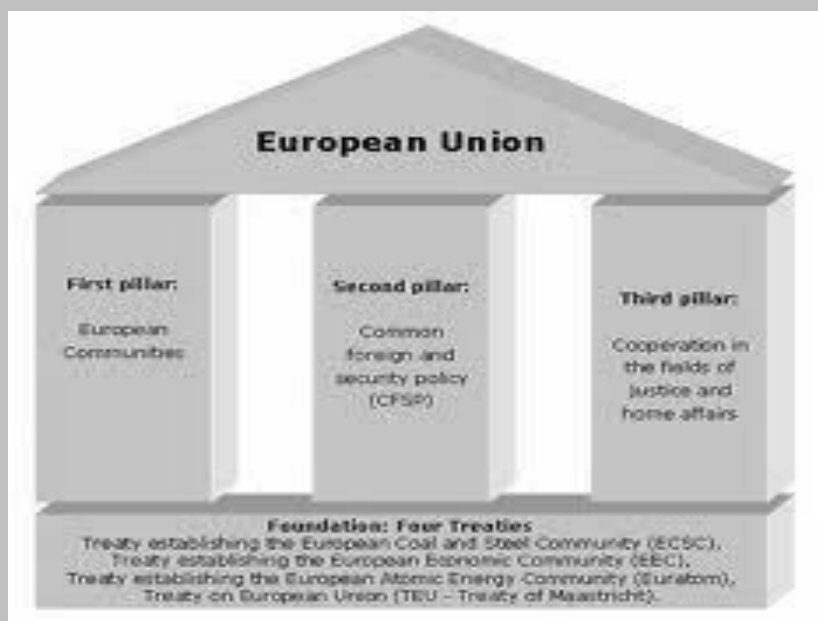 European Union
First pillar:
European
Communities
Second pillar:
Common
foreign and
security policy
(CFSP)
Third pillar:
Cooperation in
the fields of
justice and
home affairs
Foundation: Four Treaties
Treaty establishing the European Coal and Steel Community (ECSC),
Treaty establishing the European Economic Community (EEC),
Treaty establishing the European Atomic Energy Community (Euratom),
Treaty on European Union (TEU - Treaty of Maastricht).